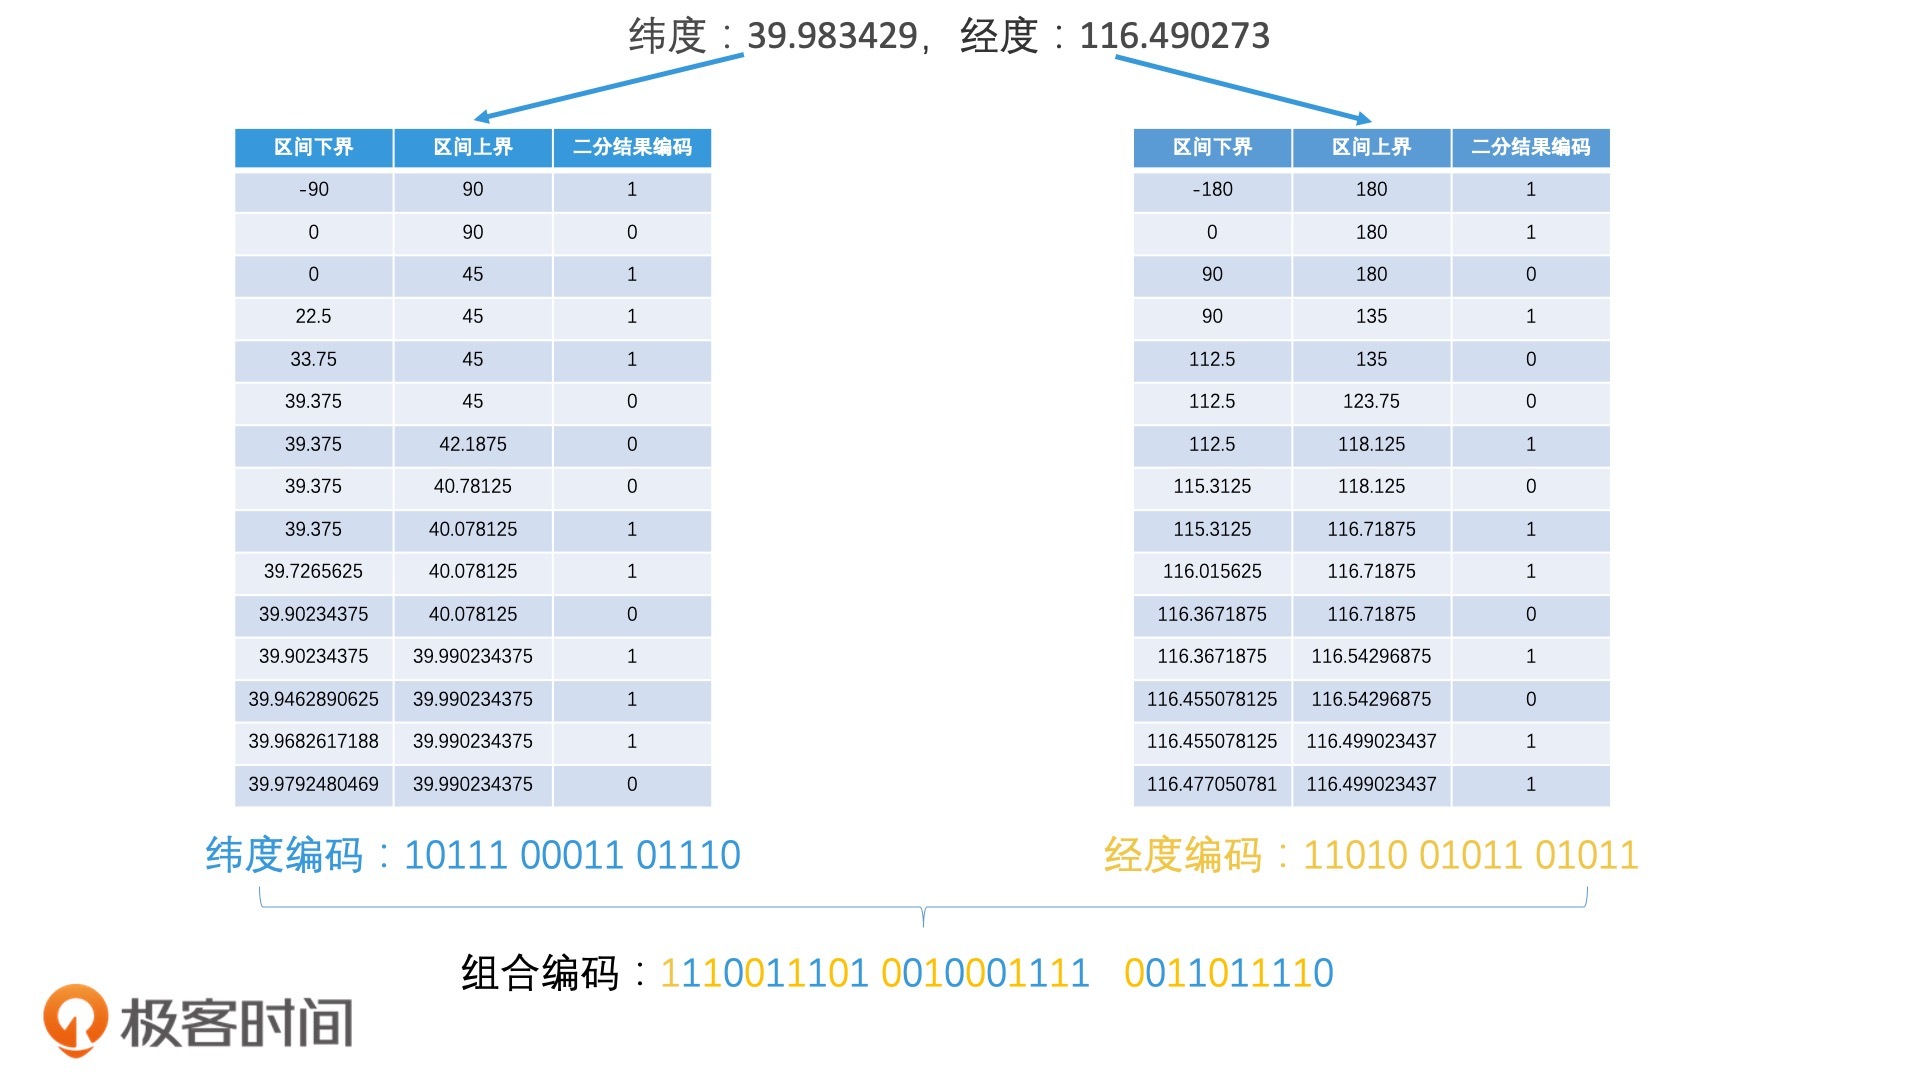 纬度：39.983429，经度：116.490273
区间下界 区间上界 二分结果编码
-90 90 1
0 90 0
0 45 1
22.5 45 1
33.75 45 1
39.375 45 0
39.375 42.1875 0
39.375 40.78125 0
39.375 40.078125 1
39.7265625 40.078125 1
39.90234375 40.078125 0
39.90234375 39.990234375 1
39.9462890625 39.990234375 1
39.9682617188 39.990234375 1
39.9792480469 39.990234375 0
区间下界 区间上界 二分结果编码
-180 180 1
0 180 1
90 180 0
90 135 1
112.5 135 0
112.5 123.75 0
112.5 118.125 1
115.3125 118.125 0
115.3125 116.71875 1
116.015625 116.71875 1
116.3671875 116.71875 0
116.3671875 116.54296875 1
116.455078125 116.54296875 0
116.455078125 116.499023437 1
116.477050781 116.499023437 1
纬度编码：10111 00011 01110
经度编码：11010 01011 01011
组合编码：1110011101 0010001111 0011011110
极客时间